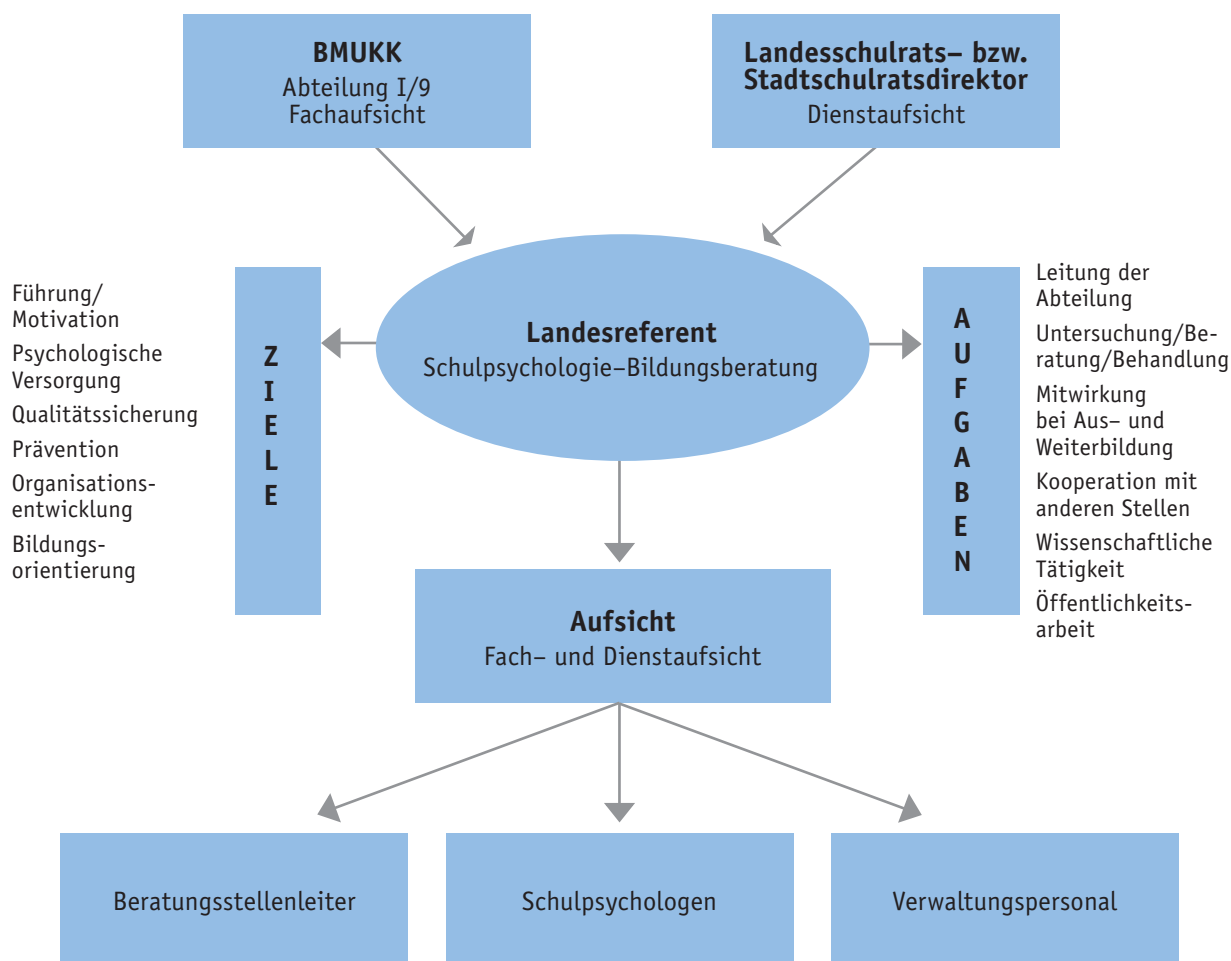 BMUKK
Abteilung I/9
Fachaufsicht
Landesschulrats– bzw.
Stadtschulratsdirektor
Dienstaufsicht
Führung/
Motivation
Psychologische
Versorgung
Qualitätssicherung
Prävention
Organisations-
entwicklung
Bildungs-
orientierung
Z
I
E
L
E
Landesreferent
Schulpsychologie–Bildungsberatung
A
U
F
G
A
B
E
N
Leitung der
Abteilung
Untersuchung/Be-
ratung/Behandlung
Mitwirkung
bei Aus– und
Weiterbildung
Kooperation mit
anderen Stellen
Wissenschaftliche
Tätigkeit
Öffentlichkeits-
arbeit
Aufsicht
Fach– und Dienstaufsicht
Beratungsstellenleiter
Schulpsychologen
Verwaltungspersonal